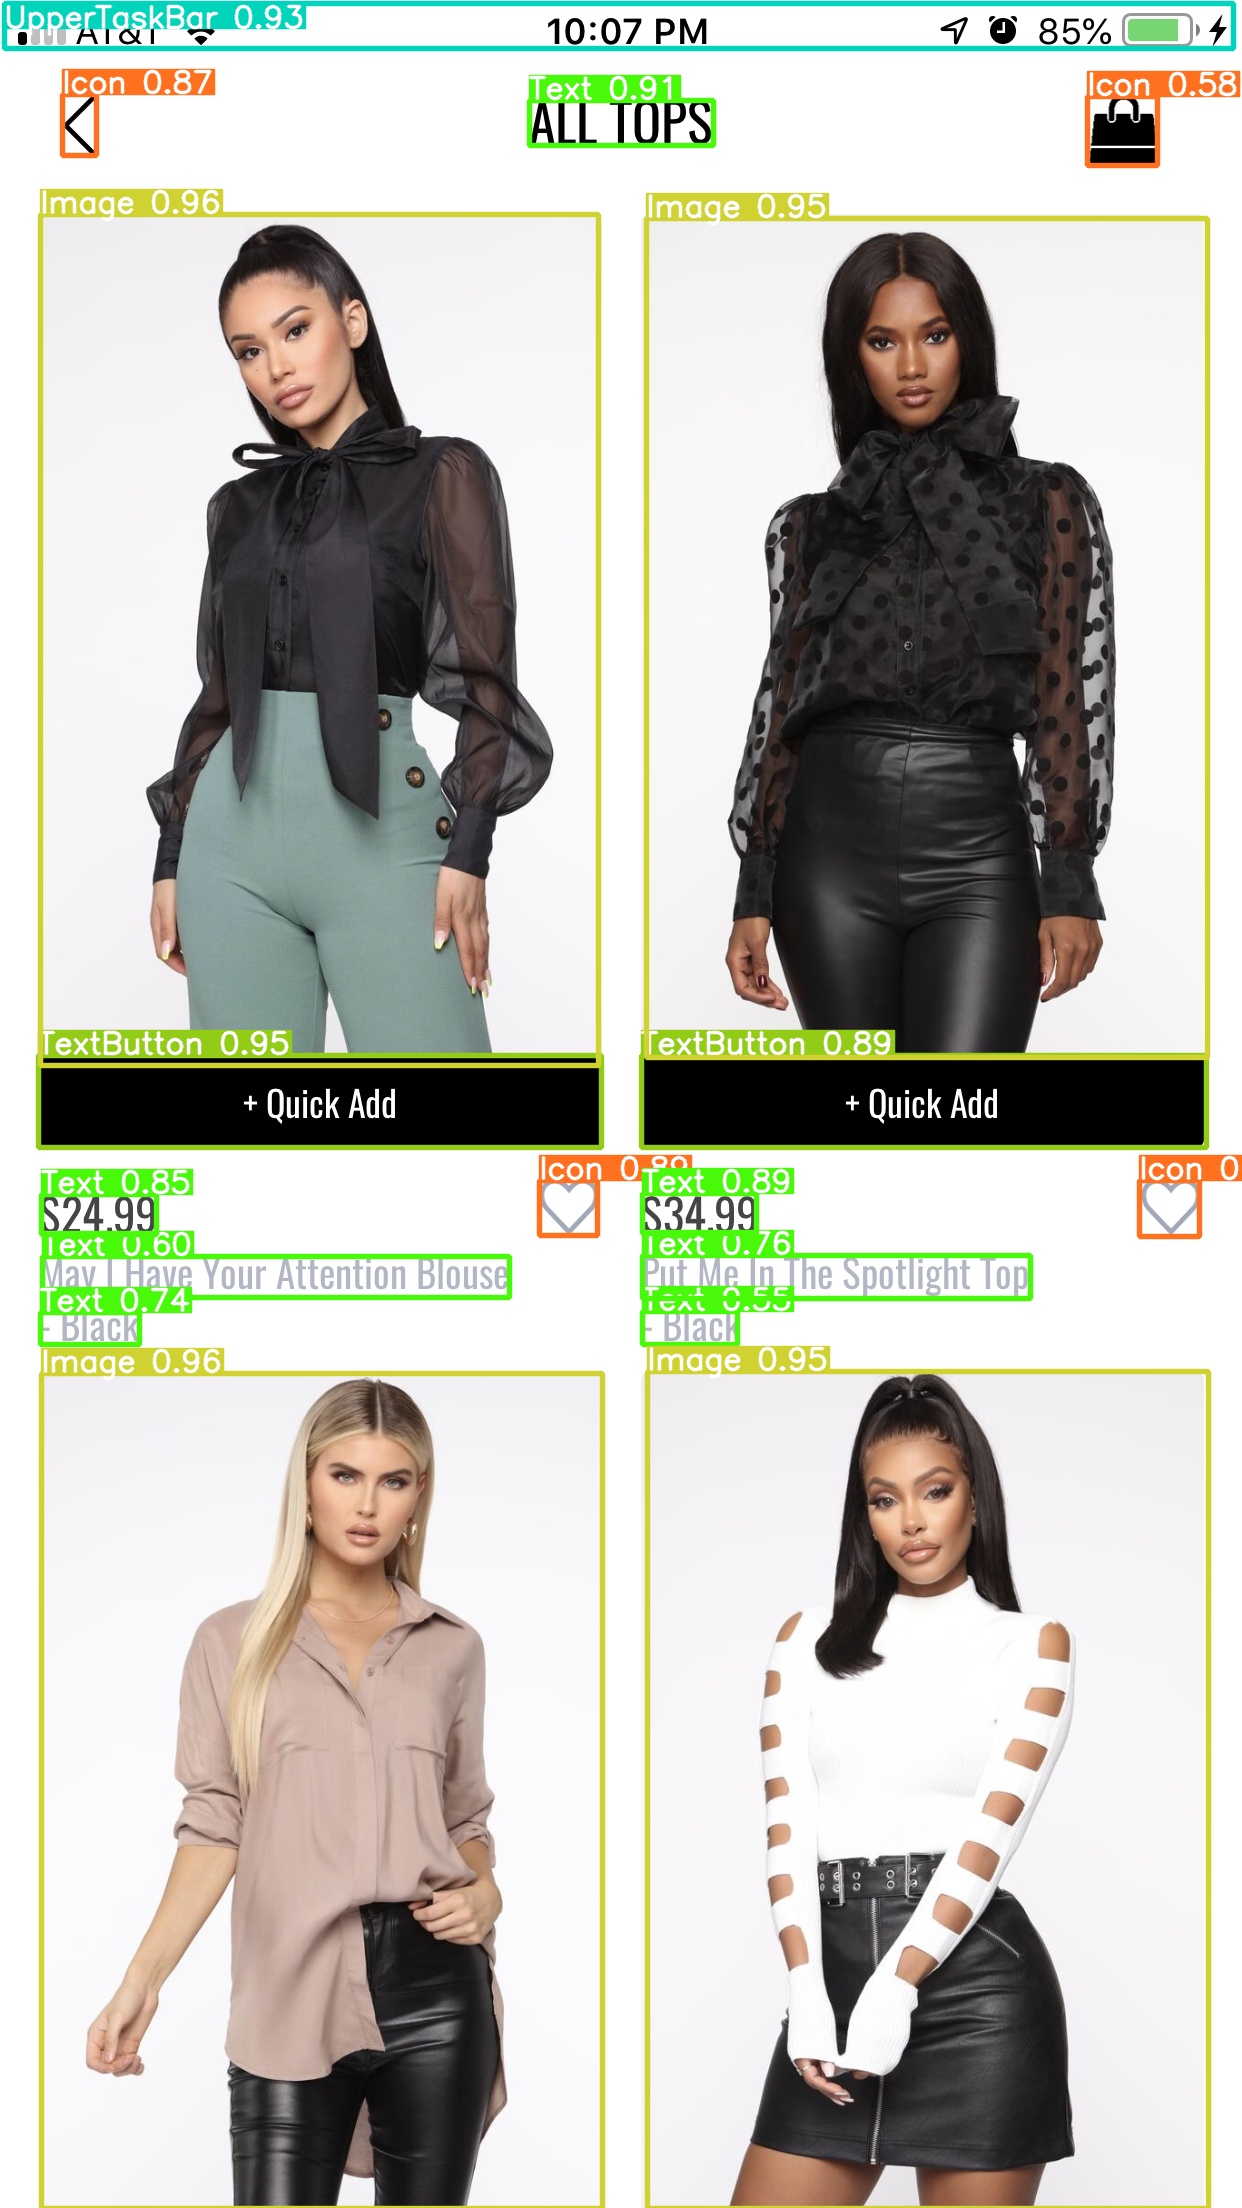 UpperTaskBar 0.93
AT&T 10:07 PM 85%
Icon 0.87
Text 0.91
Icon 0.58
ALL TOPS
Image 0.96
Image 0.95
TextButton 0.95
TextButton 0.89
+ Quick Add
+ Quick Add
Text 0.85
Icon 0.89
Text 0.89
Icon 0
$24.99
$34.99
Text 0.60
Text 0.76
May I Have Your Attention Blouse
Put Me In The Spotlight Top
Text 0.74
Text 0.55
- Black
- Black
Image 0.96
Image 0.95